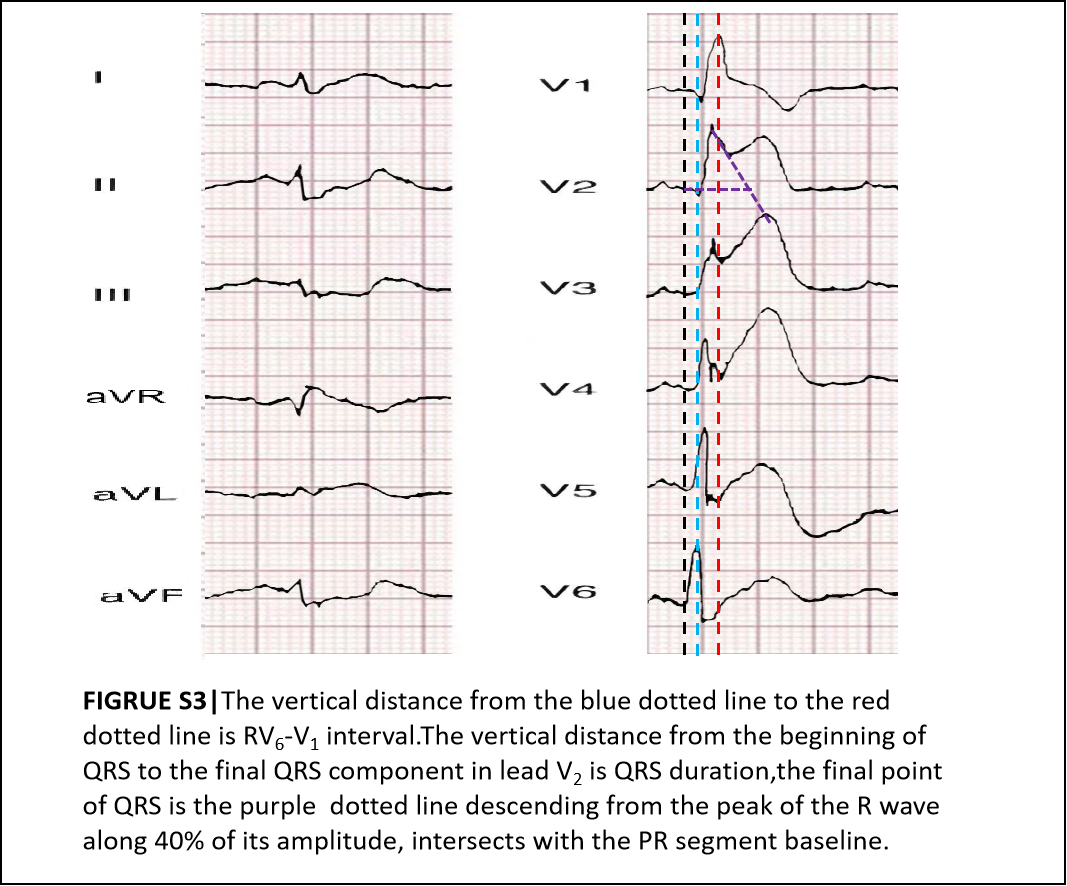 I
V1
II
V2
III
V3
aVR
V4
aVL
V5
aVF
V6
FIGRUE S3|The vertical distance from the blue dotted line to the red
dotted line is RV6-V1 interval.The vertical distance from the beginning of
QRS to the final QRS component in lead V2 is QRS duration,the final point
of QRS is the purple dotted line descending from the peak of the R wave
along 40% of its amplitude, intersects with the PR segment baseline.